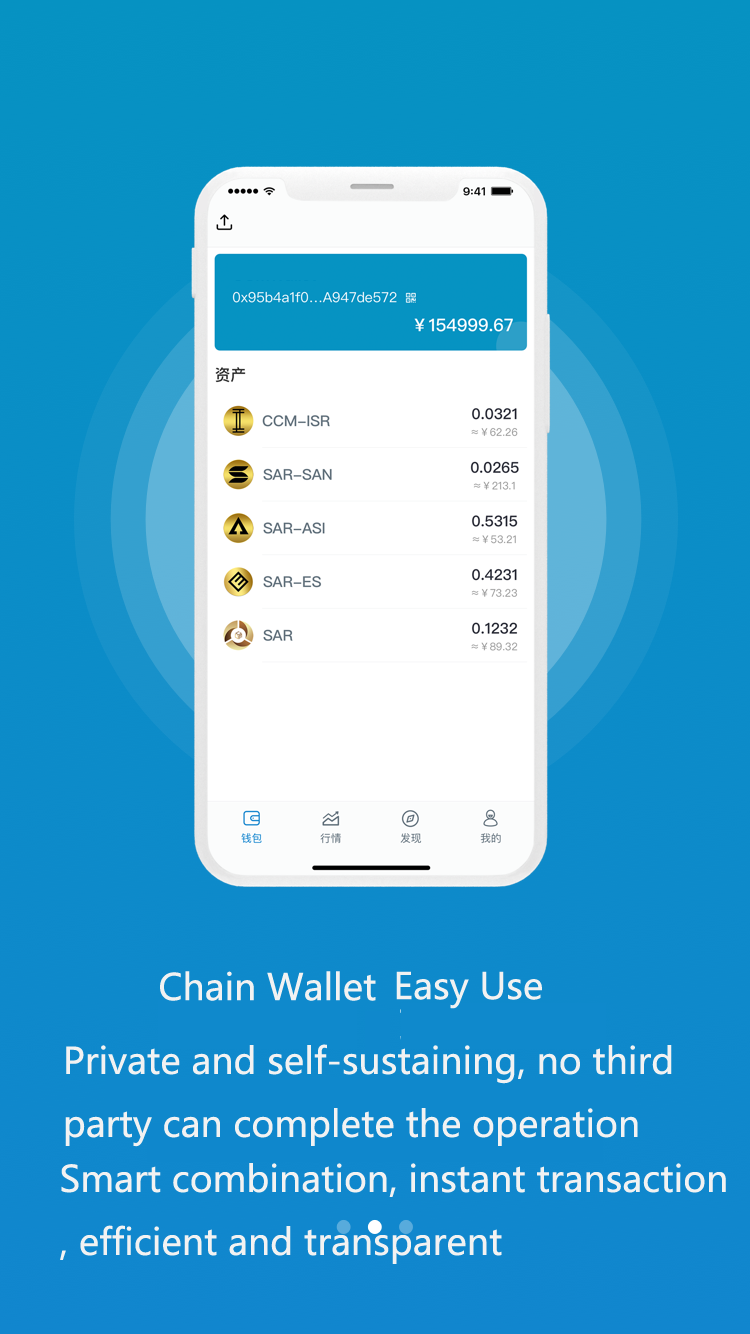 9:41
0x95b4a1f0...A947de572
¥154999.67
资产
CCM-ISR 0.0321
≈¥62.26
SAR-SAN 0.0265
≈¥213.1
SAR-ASI 0.5315
≈¥53.21
SAR-ES 0.4231
≈¥73.23
SAR 0.1232
≈¥89.32
钱包 行情 发现 我的
Chain Wallet Easy Use
Private and self-sustaining, no third
party can complete the operation
Smart combination, instant transaction
, efficient and transparent